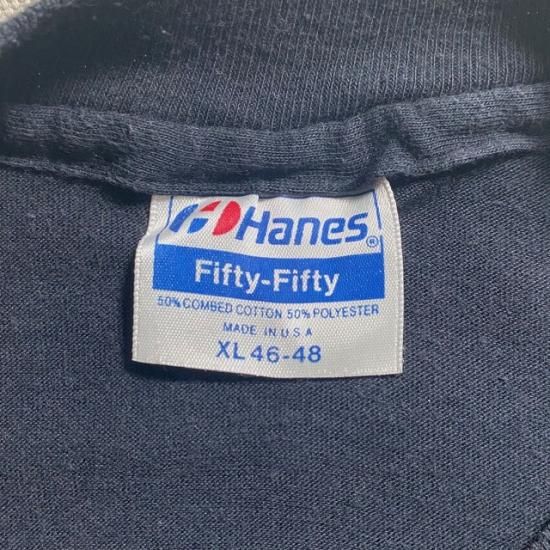 Hanes®
Fifty-Fifty
50% COMBED COTTON 50% POLYESTER
MADE IN U S A
XL 46-48